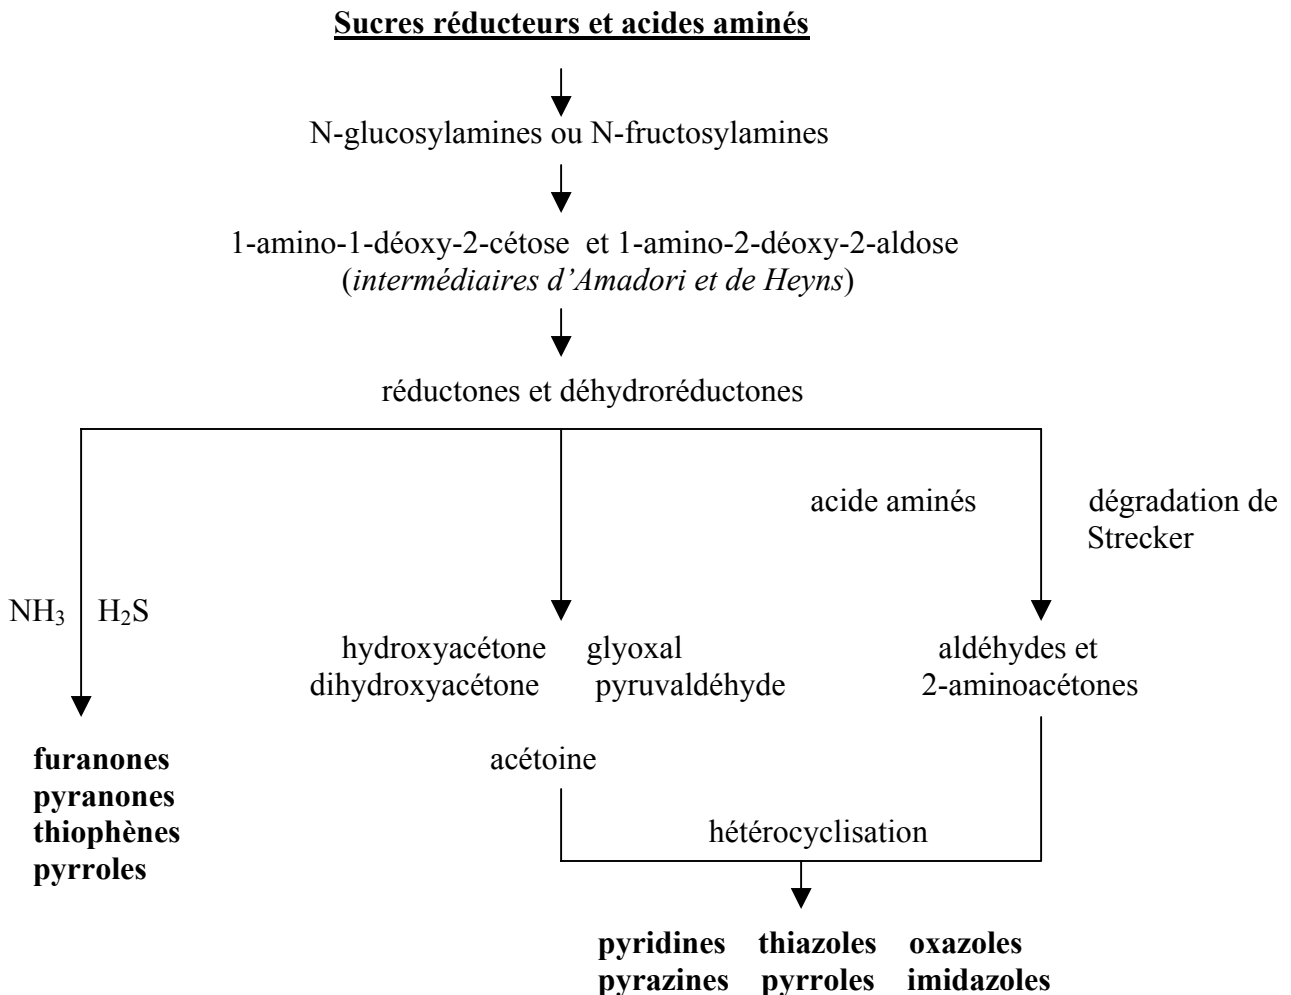 Sucres réducteurs et acides aminés
N-glucosylamines ou N-fructosylamines
1-amino-1-déoxy-2-cétose et 1-amino-2-déoxy-2-aldose
(intermédiaires d’Amadori et de Heyns)
réductones et déhydroréductones
acide aminés
dégradation de
Strecker
NH₃ H₂S
hydroxyacétone glyoxal
dihydroxyacétone pyruvaldéhyde
acétoine
aldéhydes et
2-aminoacétones
furanones
pyranones
thiophènes
pyrroles
hétérocyclisation
pyridines thiazoles oxazoles
pyrazines pyrroles imidazoles